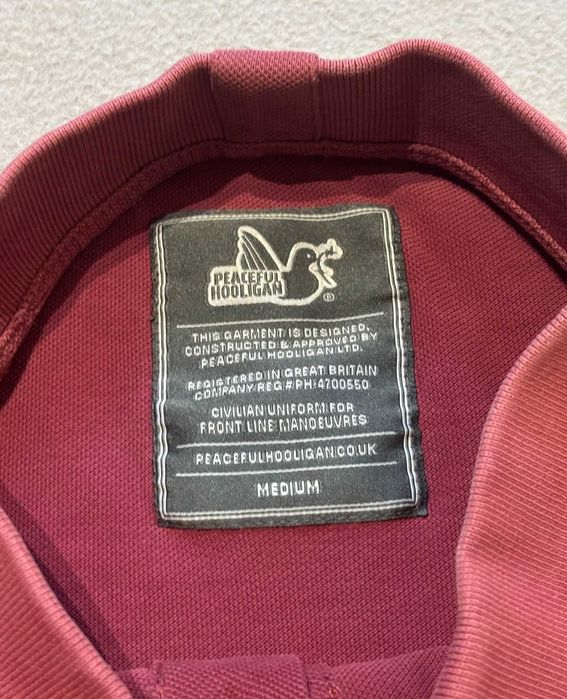 PEACEFUL
HOOLIGAN
®
THIS GARMENT IS DESIGNED,
CONSTRUCTED & APPROVED BY
PEACEFUL HOOLIGAN LTD.
REGISTERED IN GREAT BRITAIN
COMPANY REG # PH-4700550
CIVILIAN UNIFORM FOR
FRONT LINE MANOEUVRES
PEACEFULHOOLIGAN.CO.UK
MEDIUM